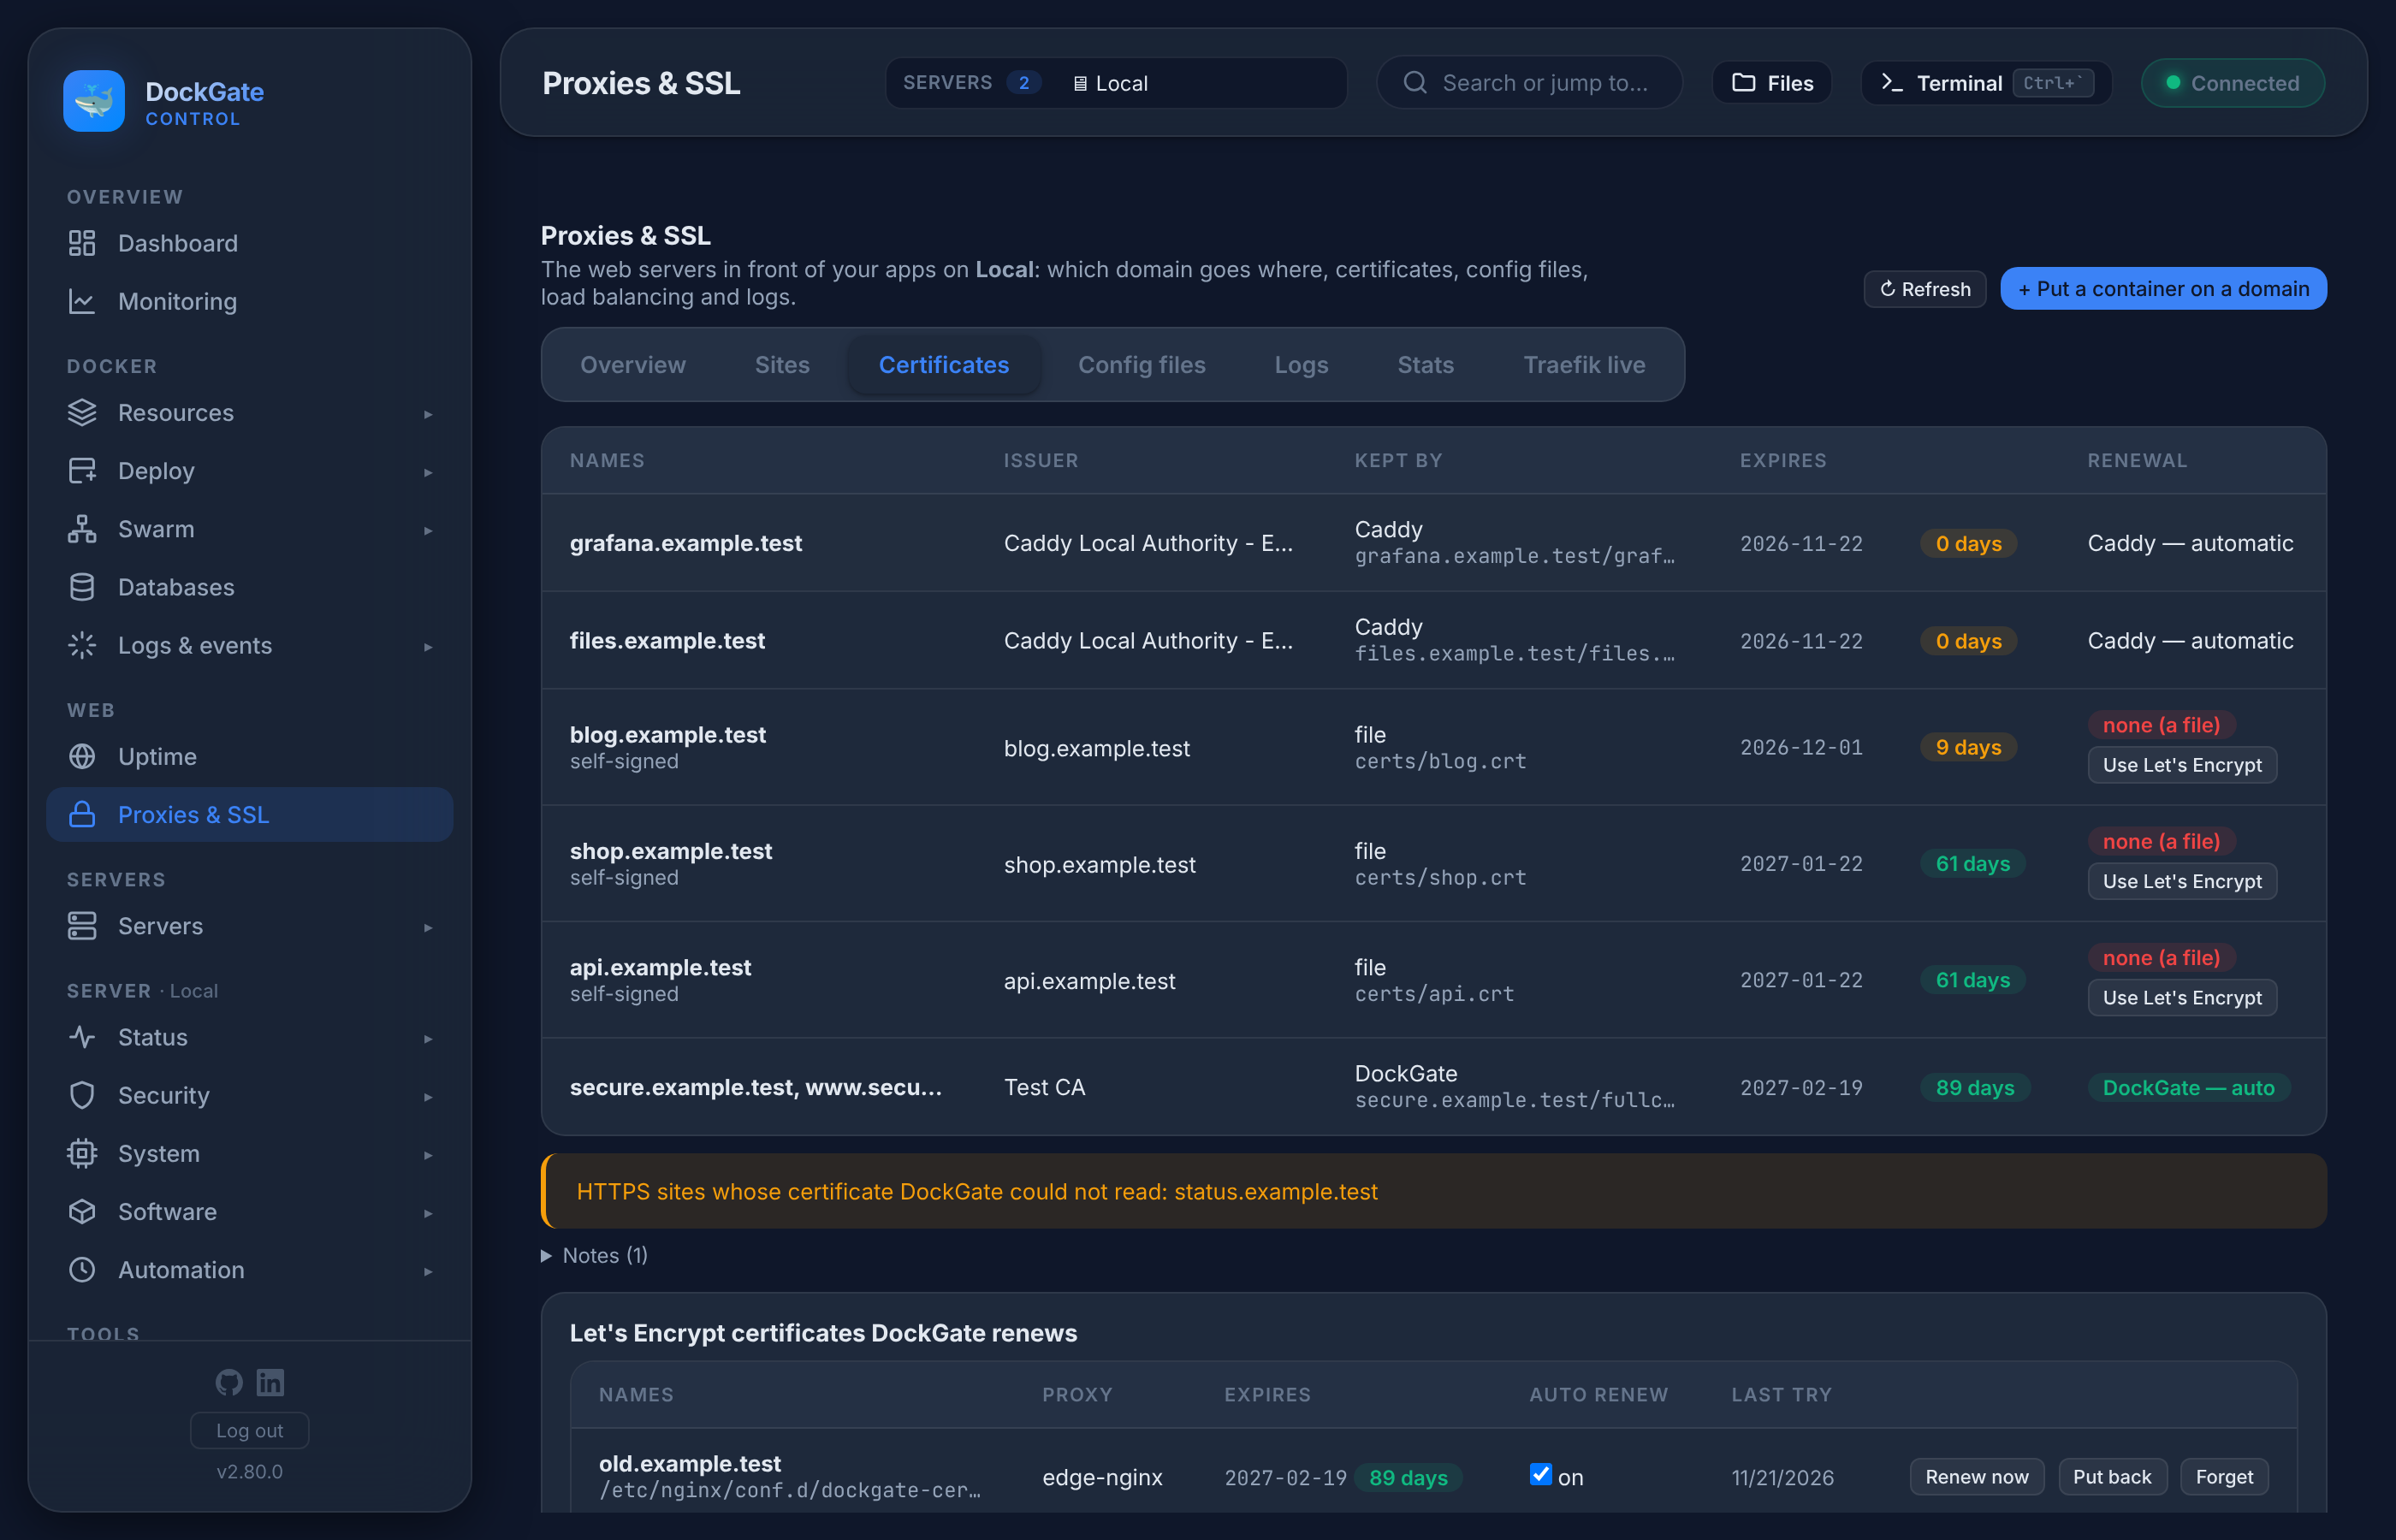 DockGate
CONTROL
OVERVIEW
Dashboard
Monitoring
DOCKER
Resources
Deploy
Swarm
Databases
Logs & events
WEB
Uptime
Proxies & SSL
SERVERS
Servers
SERVER · Local
Status
Security
System
Software
Automation
TOOLS
Log out
v2.80.0
Proxies & SSL
SERVERS 2 Local
Search or jump to...
Files
Terminal Ctrl+`
Connected
Proxies & SSL
The web servers in front of your apps on Local: which domain goes where, certificates, config files,
load balancing and logs.
↻ Refresh
+ Put a container on a domain
Overview Sites Certificates Config files Logs Stats Traefik live
NAMES ISSUER KEPT BY EXPIRES RENEWAL
grafana.example.test Caddy Local Authority - E... Caddy 2026-11-22 0 days Caddy — automatic
grafana.example.test/graf…
files.example.test Caddy Local Authority - E... Caddy 2026-11-22 0 days Caddy — automatic
files.example.test/files.…
blog.example.test blog.example.test file 2026-12-01 9 days none (a file)
self-signed certs/blog.crt Use Let's Encrypt
shop.example.test shop.example.test file 2027-01-22 61 days none (a file)
self-signed certs/shop.crt Use Let's Encrypt
api.example.test api.example.test file 2027-01-22 61 days none (a file)
self-signed certs/api.crt Use Let's Encrypt
secure.example.test, www.secu... Test CA DockGate 2027-02-19 89 days DockGate — auto
secure.example.test/fullc…
HTTPS sites whose certificate DockGate could not read: status.example.test
Notes (1)
Let's Encrypt certificates DockGate renews
NAMES PROXY EXPIRES AUTO RENEW LAST TRY
old.example.test edge-nginx 2027-02-19 89 days on 11/21/2026 Renew now Put back Forget
/etc/nginx/conf.d/dockgate-cer…